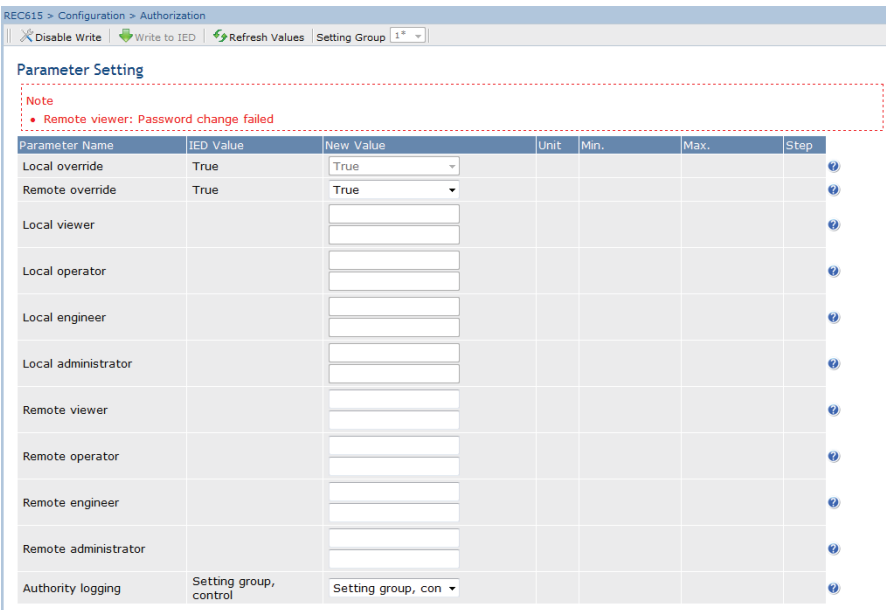 REC615 > Configuration > Authorization
Disable Write Write to IED Refresh Values Setting Group 1*
Parameter Setting
Note
• Remote viewer: Password change failed
Parameter Name IED Value New Value Unit Min. Max. Step
Local override True True
Remote override True True
Local viewer
Local operator
Local engineer
Local administrator
Remote viewer
Remote operator
Remote engineer
Remote administrator
Authority logging Setting group, control Setting group, con